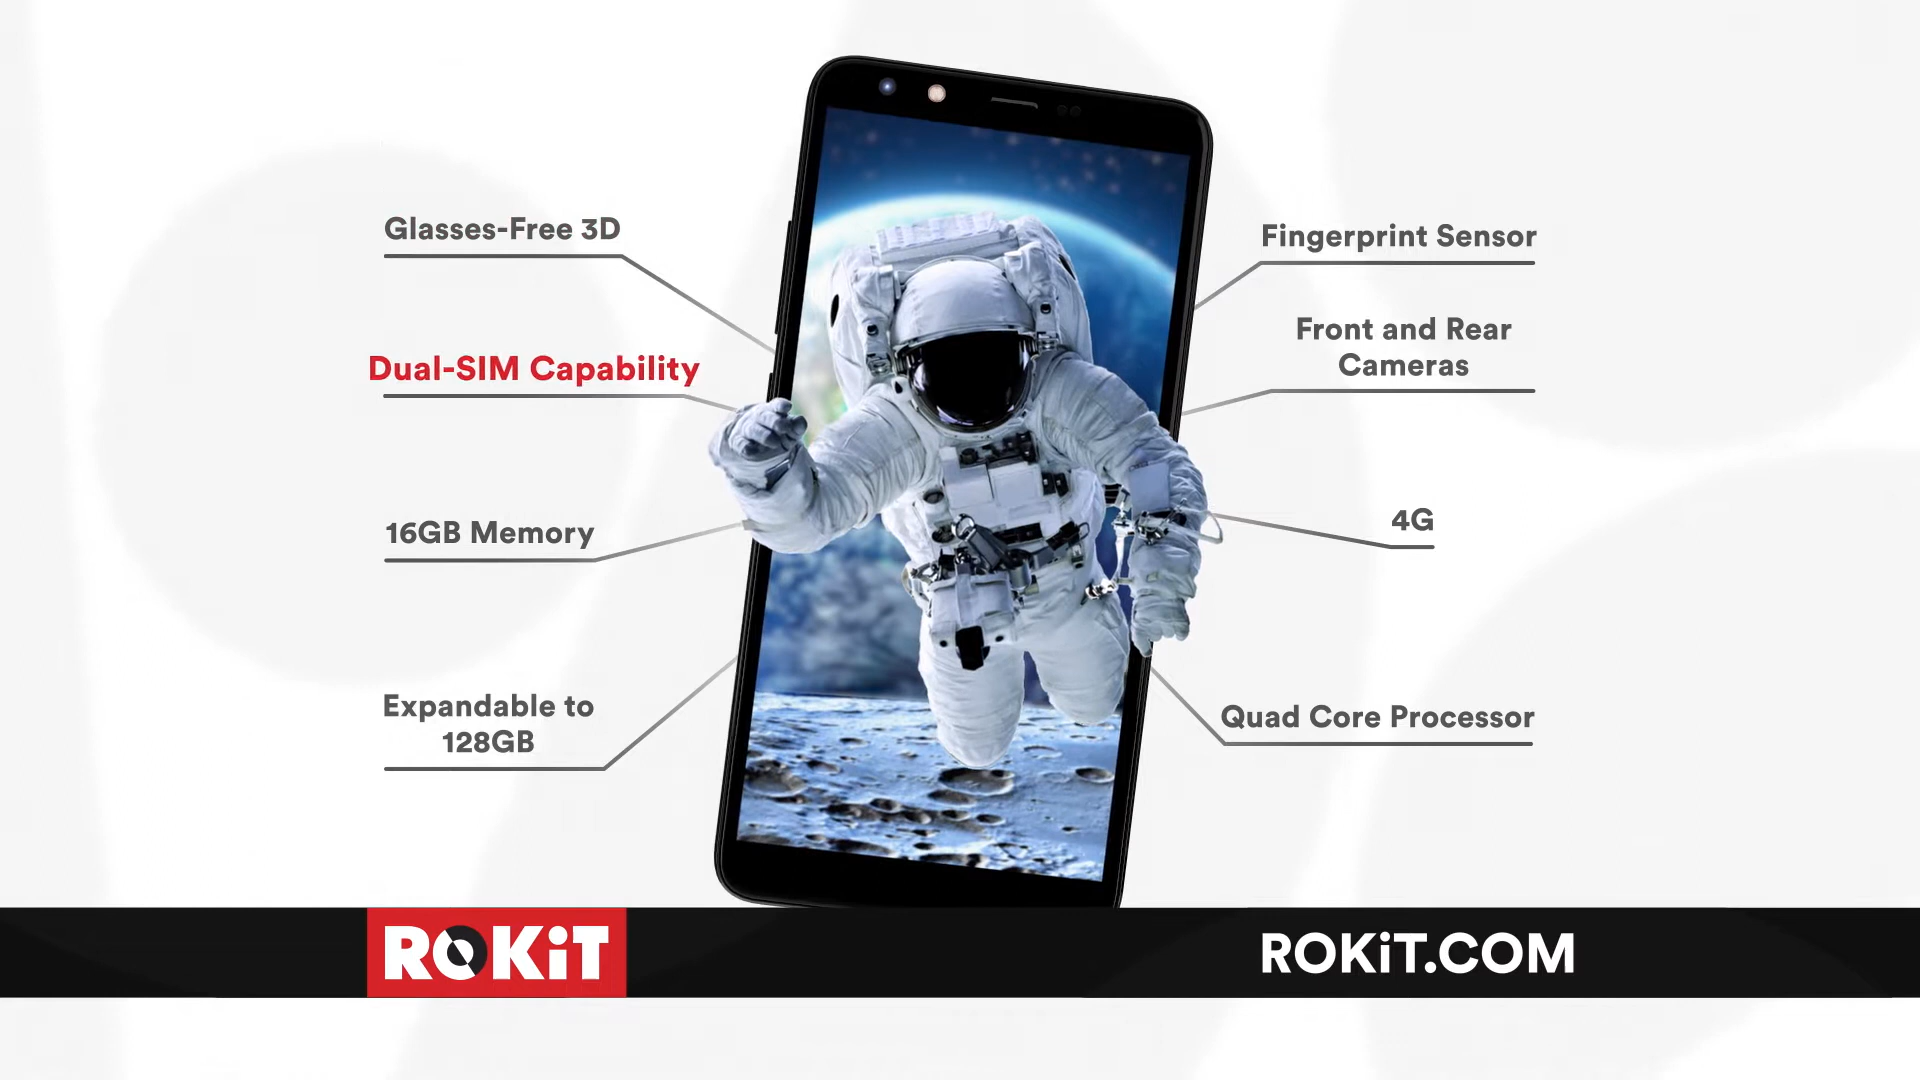 Glasses-Free 3D
Dual-SIM Capability
16GB Memory
Expandable to
128GB
Fingerprint Sensor
Front and Rear
Cameras
4G
Quad Core Processor
ROKiT
ROKiT.COM